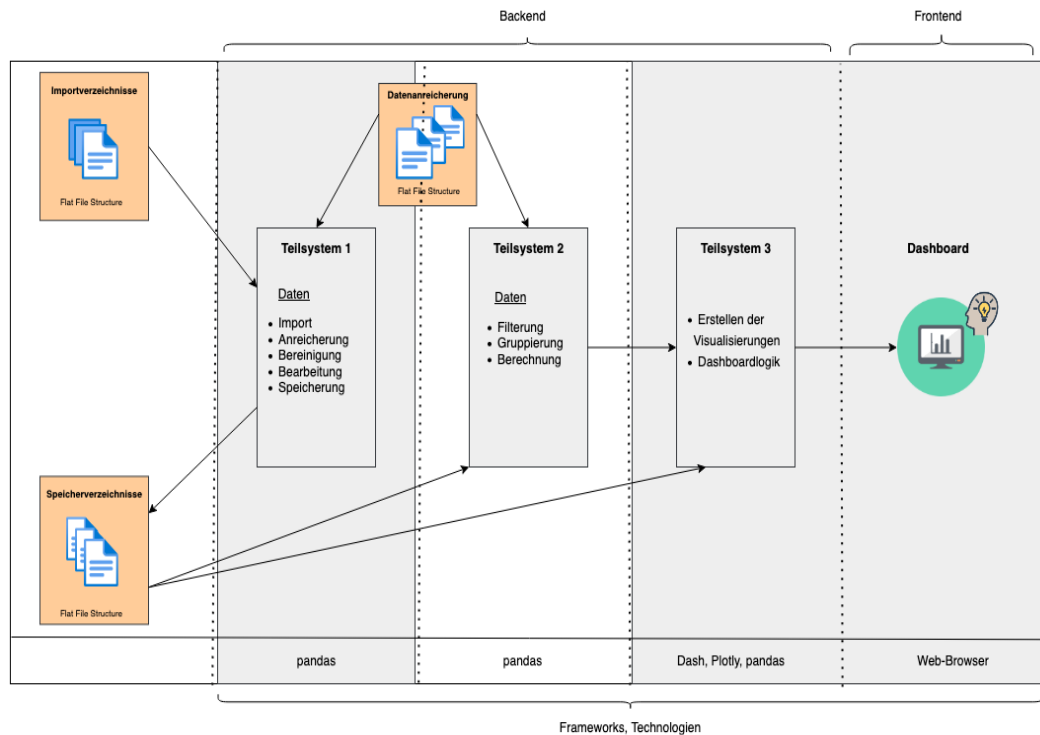 Backend
Frontend
Importverzeichnisse
Flat File Structure
Datenanreicherung
Flat File Structure
Teilsystem 1
Daten
• Import
• Anreicherung
• Bereinigung
• Bearbeitung
• Speicherung
Teilsystem 2
Daten
• Filterung
• Gruppierung
• Berechnung
Teilsystem 3
• Erstellen der
Visualisierungen
• Dashboardlogik
Dashboard
Speicherverzeichnisse
Flat File Structure
pandas
pandas
Dash, Plotly, pandas
Web-Browser
Frameworks, Technologien